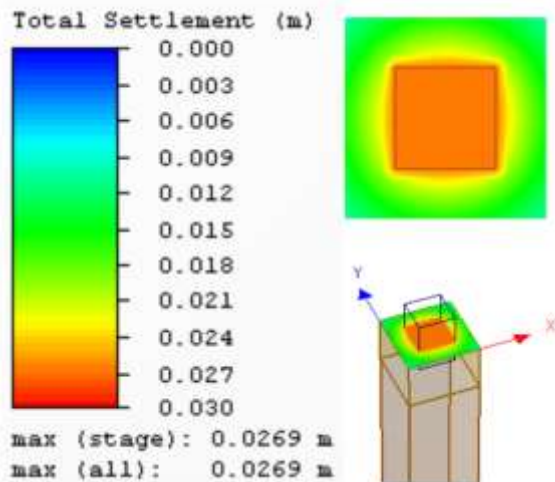 Total Settlement (m)
0.000
0.003
0.006
0.009
0.012
0.015
0.018
0.021
0.024
0.027
0.030
max (stage): 0.0269 m
max (all): 0.0269 m
Y
X